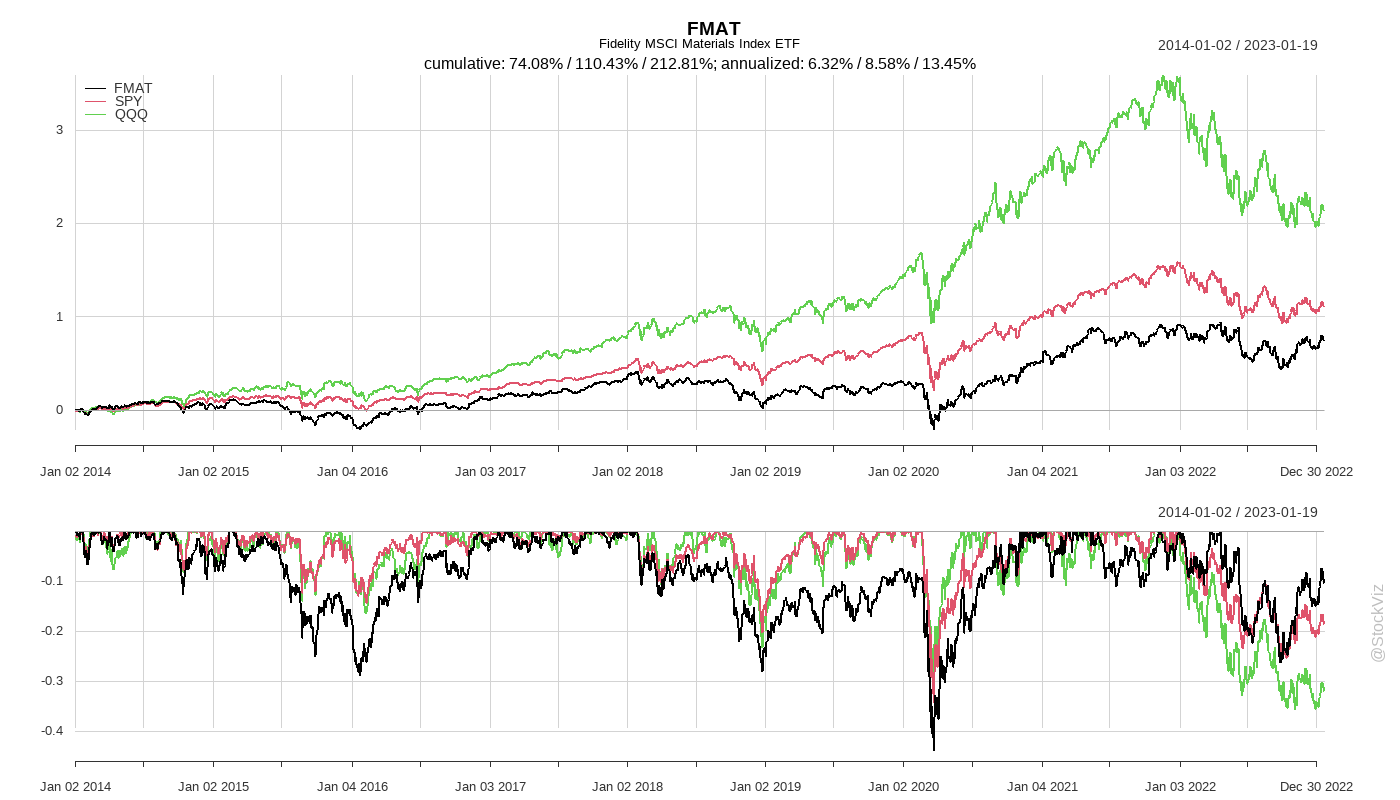 FMAT
Fidelity MSCI Materials Index ETF
2014-01-02 / 2023-01-19
cumulative: 74.08% / 110.43% / 212.81%; annualized: 6.32% / 8.58% / 13.45%
FMAT
SPY
QQQ
3
2
1
0
Jan 02 2014 Jan 02 2015 Jan 04 2016 Jan 03 2017 Jan 02 2018 Jan 02 2019 Jan 02 2020 Jan 04 2021 Jan 03 2022 Dec 30 2022
2014-01-02 / 2023-01-19
-0.1
-0.2
-0.3
-0.4
Jan 02 2014 Jan 02 2015 Jan 04 2016 Jan 03 2017 Jan 02 2018 Jan 02 2019 Jan 02 2020 Jan 04 2021 Jan 03 2022 Dec 30 2022
@StockViz